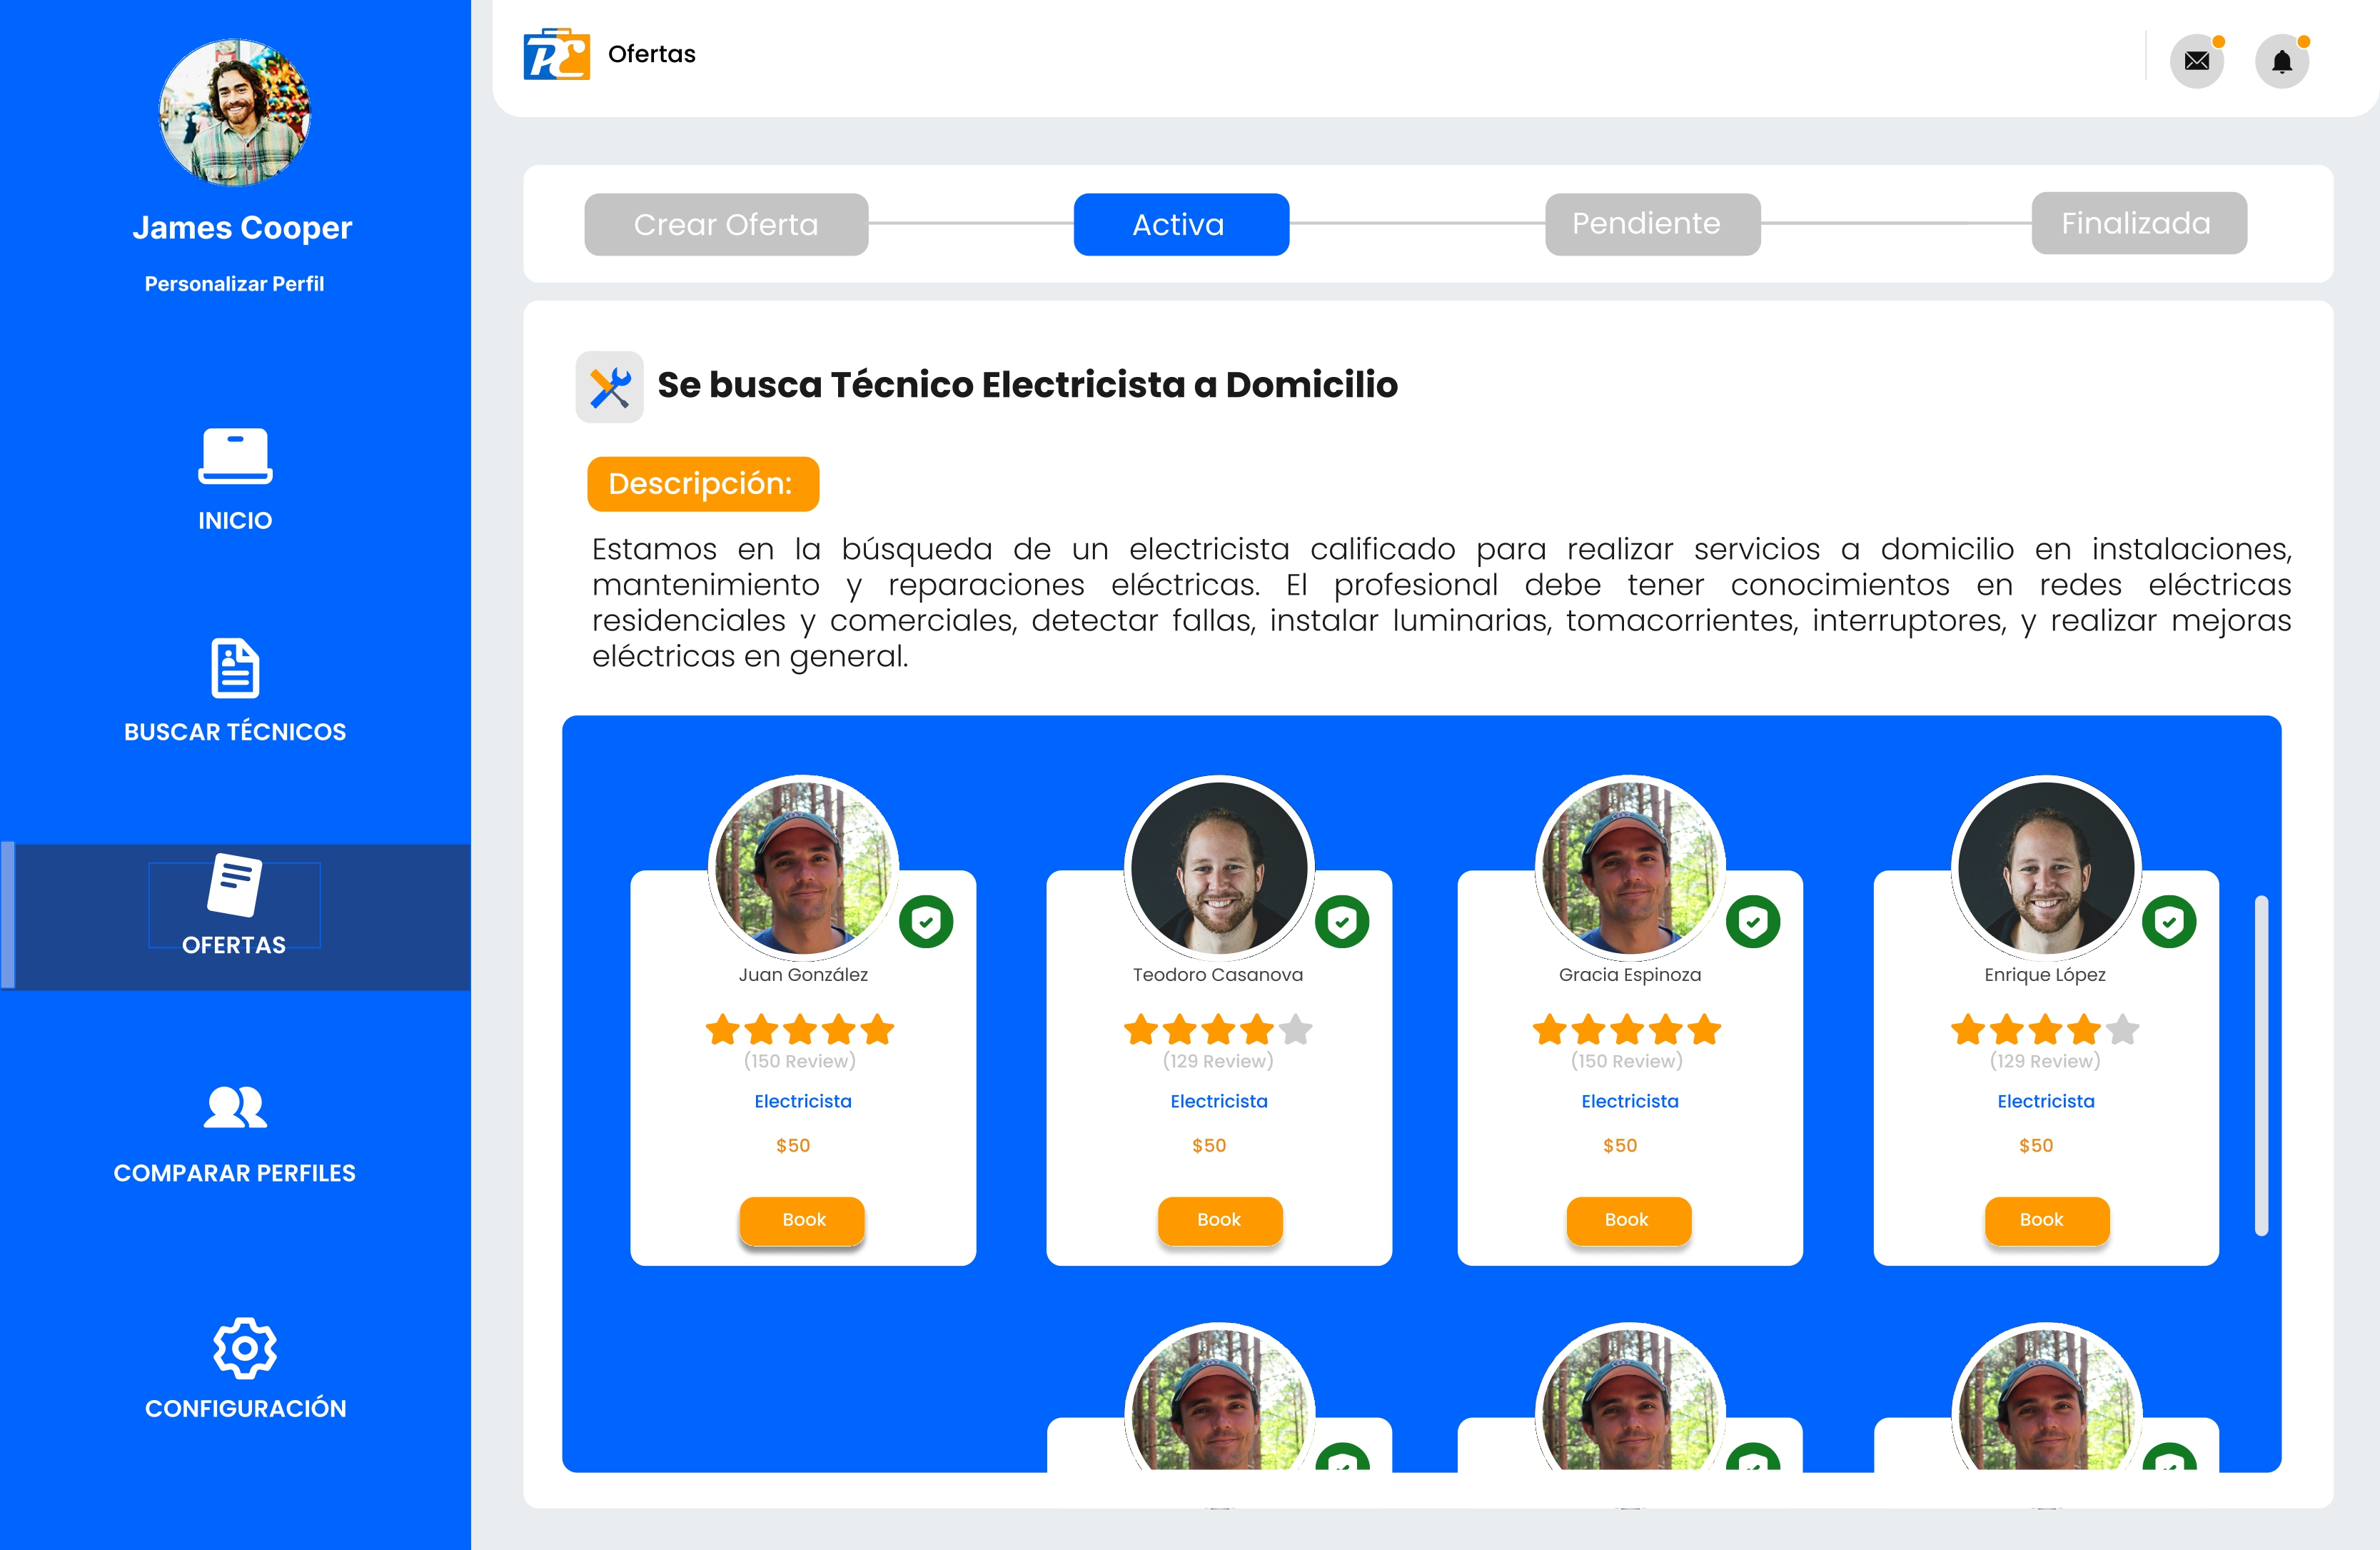 James Cooper
Personalizar Perfil
INICIO
BUSCAR TÉCNICOS
OFERTAS
COMPARAR PERFILES
CONFIGURACIÓN
Ofertas
Crear Oferta
Activa
Pendiente
Finalizada
Se busca Técnico Electricista a Domicilio
Descripción:
Estamos en la búsqueda de un electricista calificado para realizar servicios a domicilio en instalaciones,
mantenimiento y reparaciones eléctricas. El profesional debe tener conocimientos en redes eléctricas
residenciales y comerciales, detectar fallas, instalar luminarias, tomacorrientes, interruptores, y realizar mejoras
eléctricas en general.
Juan González
(150 Review)
Electricista
$50
Book
Teodoro Casanova
(129 Review)
Electricista
$50
Book
Gracia Espinoza
(150 Review)
Electricista
$50
Book
Enrique López
(129 Review)
Electricista
$50
Book